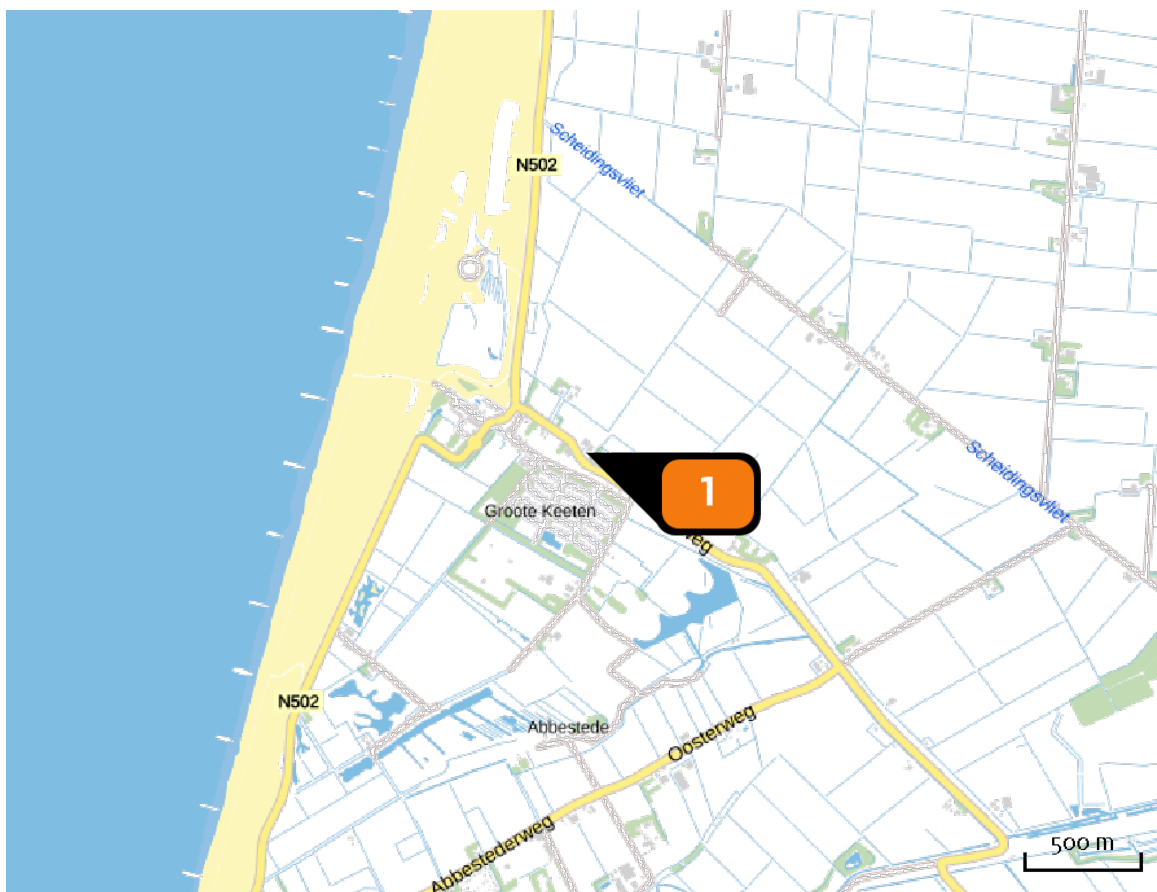 Scheidingsvliet
N502
1
Scheidingsvliet
Groote Keeten
weg
N502
Abbestede
Oosterweg
Abbestederweg
500 m